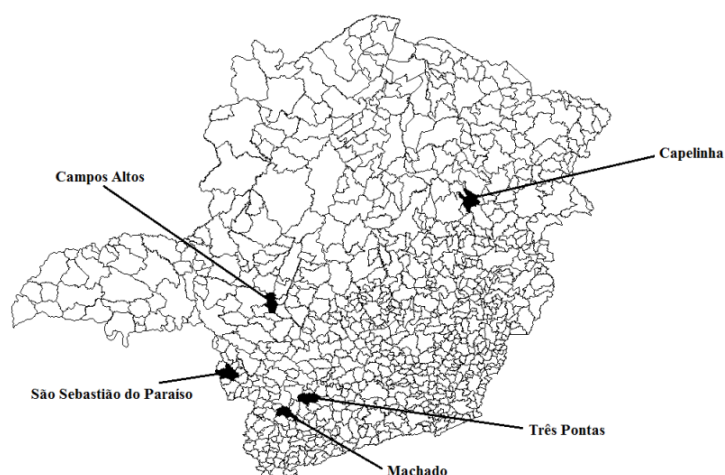 Capelinha
Campos Altos
São Sebastião do Paraíso
Três Pontas
Machado